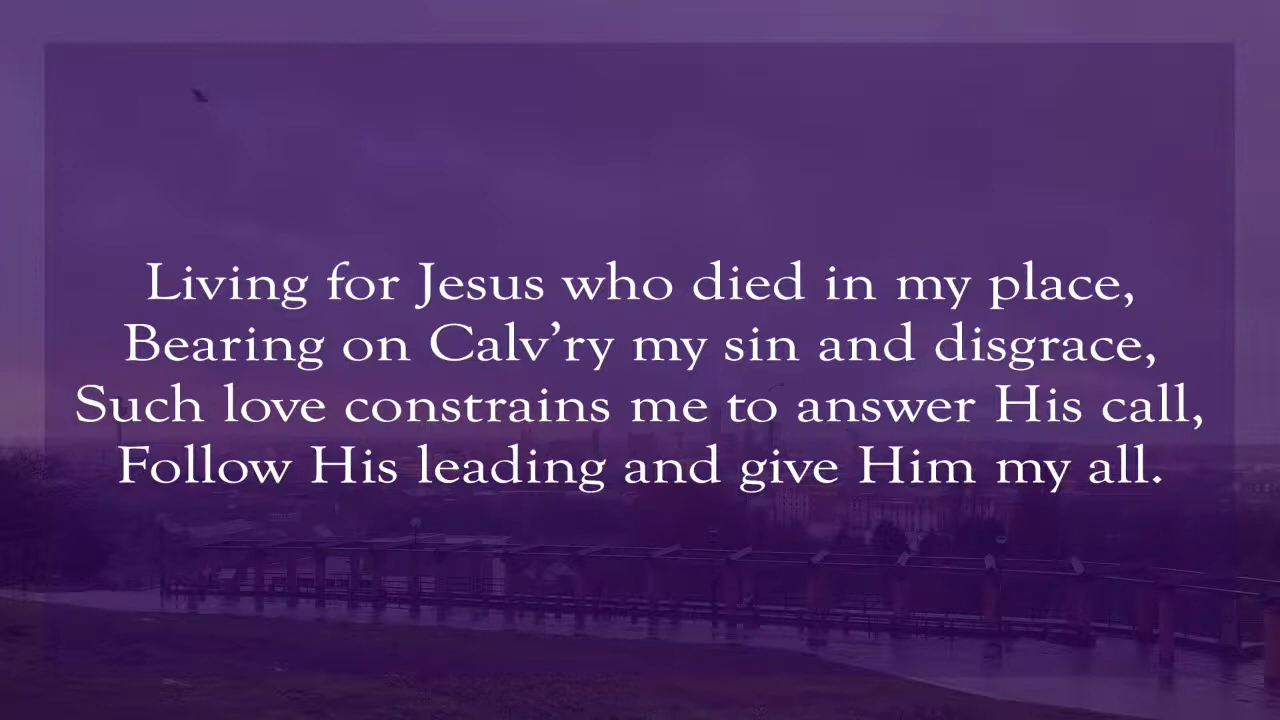 Living for Jesus who died in my place,
Bearing on Calv’ry my sin and disgrace,
Such love constrains me to answer His call,
Follow His leading and give Him my all.